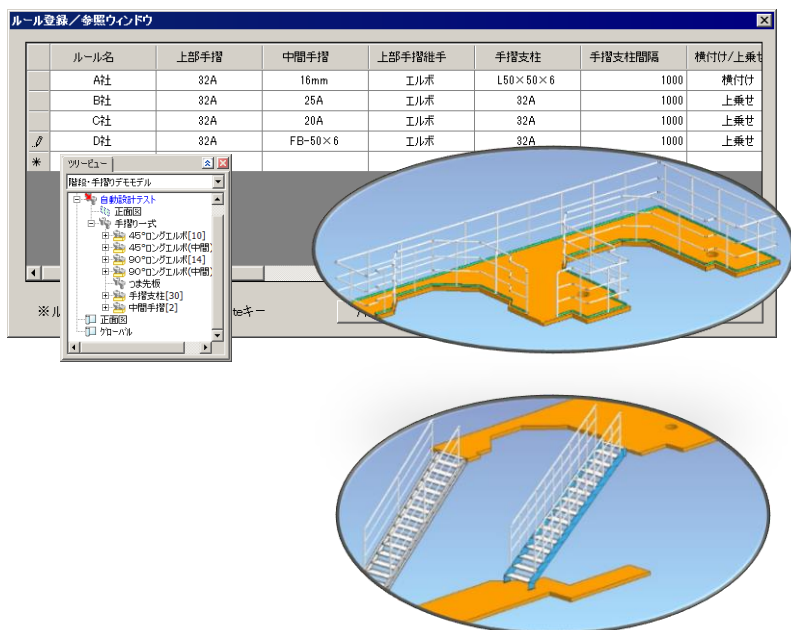 ルール登録／参照ウィンドウ
ルール名 上部手摺 中間手摺 上部手摺継手 手摺支柱 手摺支柱間隔 横付け/上乗せ
A社 32A 16mm エルボ L50×50×6 1000 横付け
B社 32A 25A エルボ 32A 1000 上乗せ
C社 32A 20A エルボ 32A 1000 上乗せ
D社 32A FB-50×6 エルボ 32A 1000 上乗せ
ツリービュー
階段・手摺りデモモデル
自動設計テスト
正面図
手摺り一式
45°ロングエルボ[10]
45°ロングエルボ(中間)
90°ロングエルボ[14]
90°ロングエルボ(中間)
つま先板
手摺支柱[30]
中間手摺[2]
正面図
グローバル
※ル
teキー